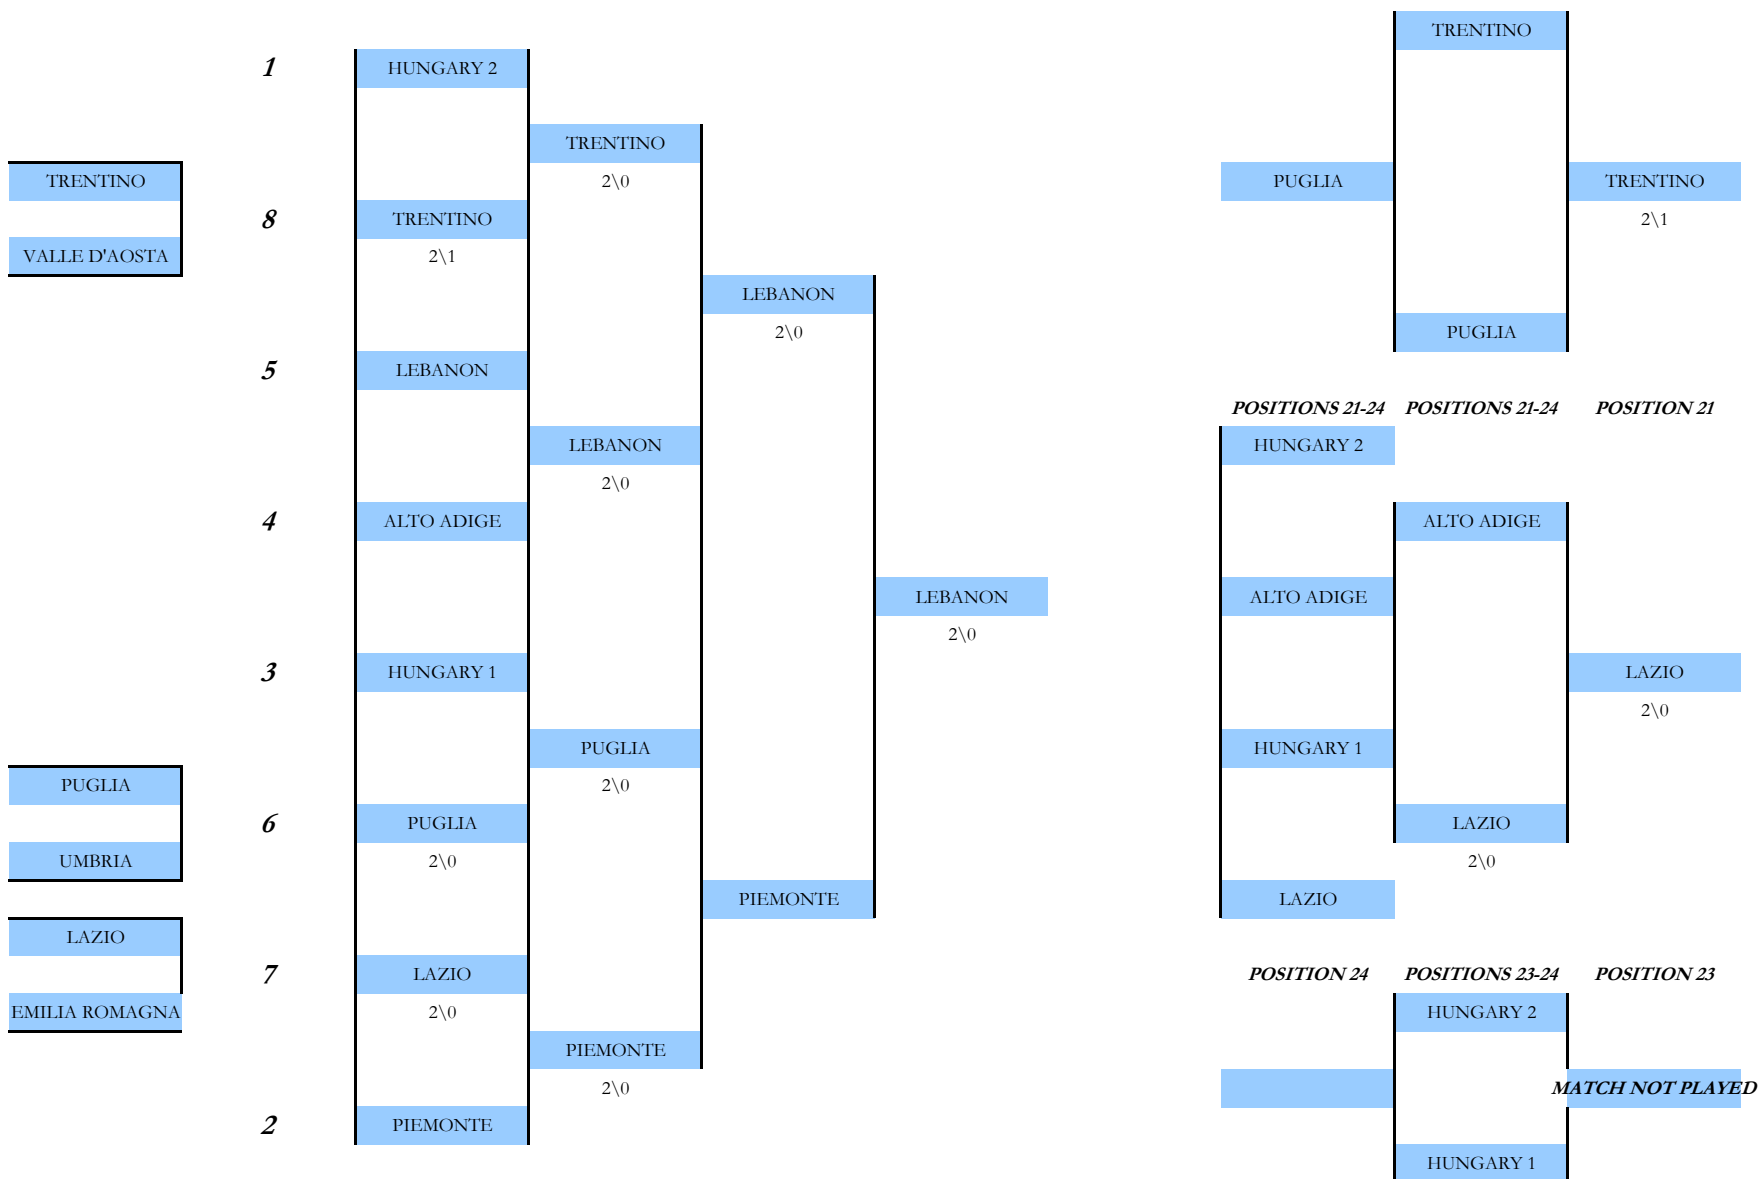 TRENTINO
1
HUNGARY 2
TRENTINO
2\0
TRENTINO
PUGLIA
TRENTINO
8
TRENTINO
2\1
2\1
VALLE D'AOSTA
LEBANON
2\0
PUGLIA
5
LEBANON
POSITIONS 21-24
POSITIONS 21-24
POSITION 21
LEBANON
2\0
HUNGARY 2
4
ALTO ADIGE
ALTO ADIGE
LEBANON
2\0
ALTO ADIGE
3
HUNGARY 1
LAZIO
2\0
PUGLIA
2\0
HUNGARY 1
PUGLIA
6
PUGLIA
2\0
LAZIO
2\0
UMBRIA
PIEMONTE
LAZIO
LAZIO
7
LAZIO
2\0
POSITION 24
POSITIONS 23-24
POSITION 23
EMILIA ROMAGNA
HUNGARY 2
PIEMONTE
2\0
MATCH NOT PLAYED
2
PIEMONTE
HUNGARY 1